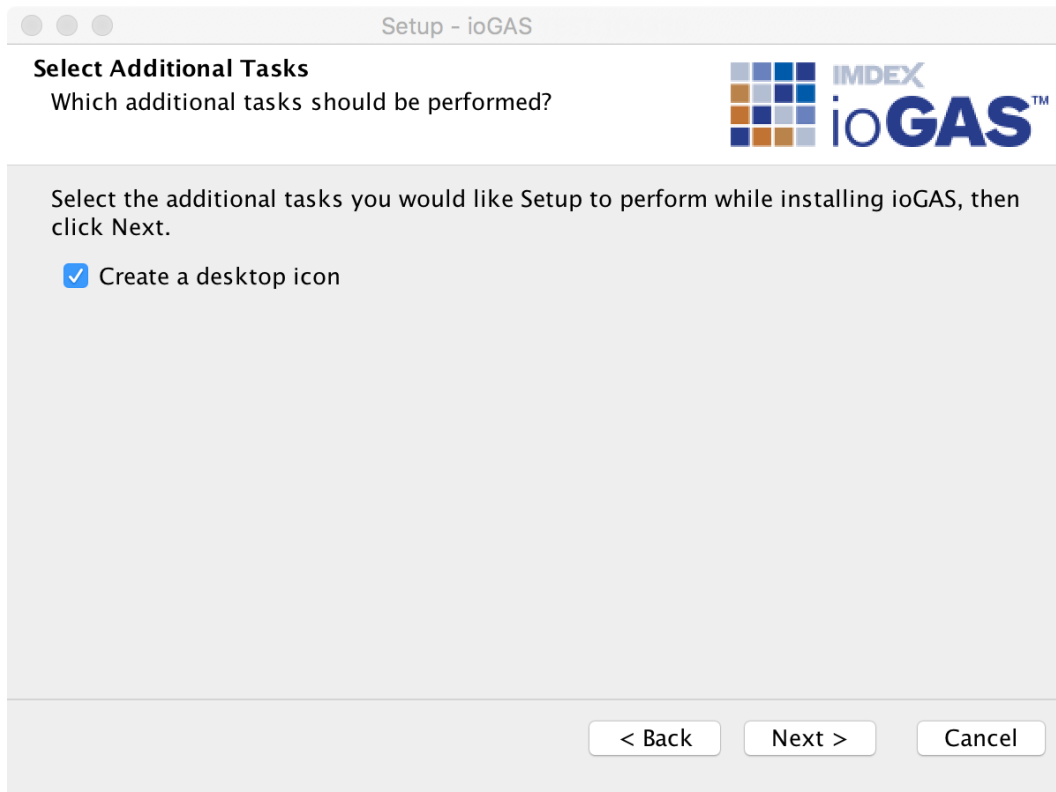 Setup - ioGAS
Select Additional Tasks
Which additional tasks should be performed?
IMDEX
ioGAS™
Select the additional tasks you would like Setup to perform while installing ioGAS, then
click Next.
Create a desktop icon
< Back
Next >
Cancel